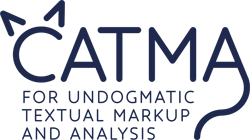 CATMA
FOR UNDOGMATIC
TEXTUAL MARKUP
AND ANALYSIS